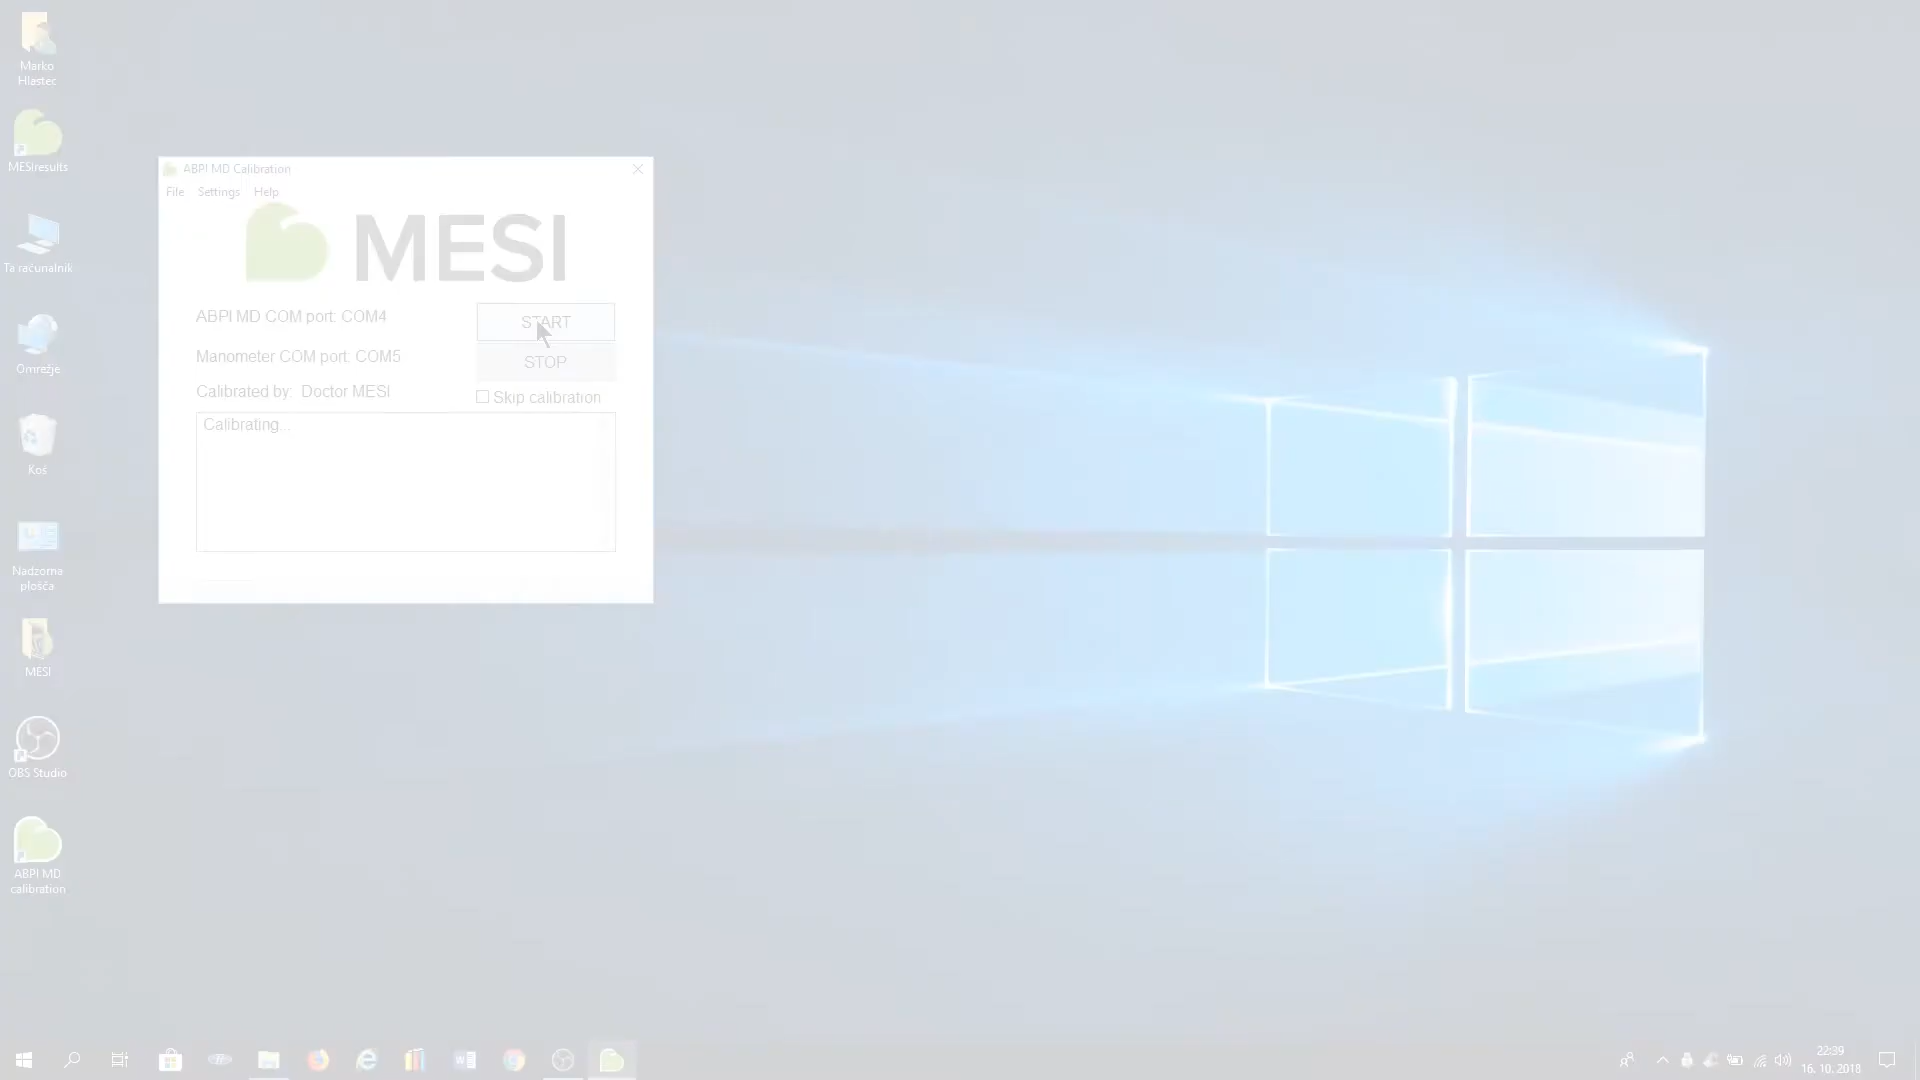 Marko
Hlastec
MESIresults
Ta računalnik
Omrežje
Koš
Nadzorna
plošča
MESI
OBS Studio
ABPI MD
calibration
ABPI MD Calibration
File Settings Help
MESI
ABPI MD COM port: COM4
START
Manometer COM port: COM5
STOP
Calibrated by: Doctor MESI
Skip calibration
Calibrating...
22:39
16. 10. 2018